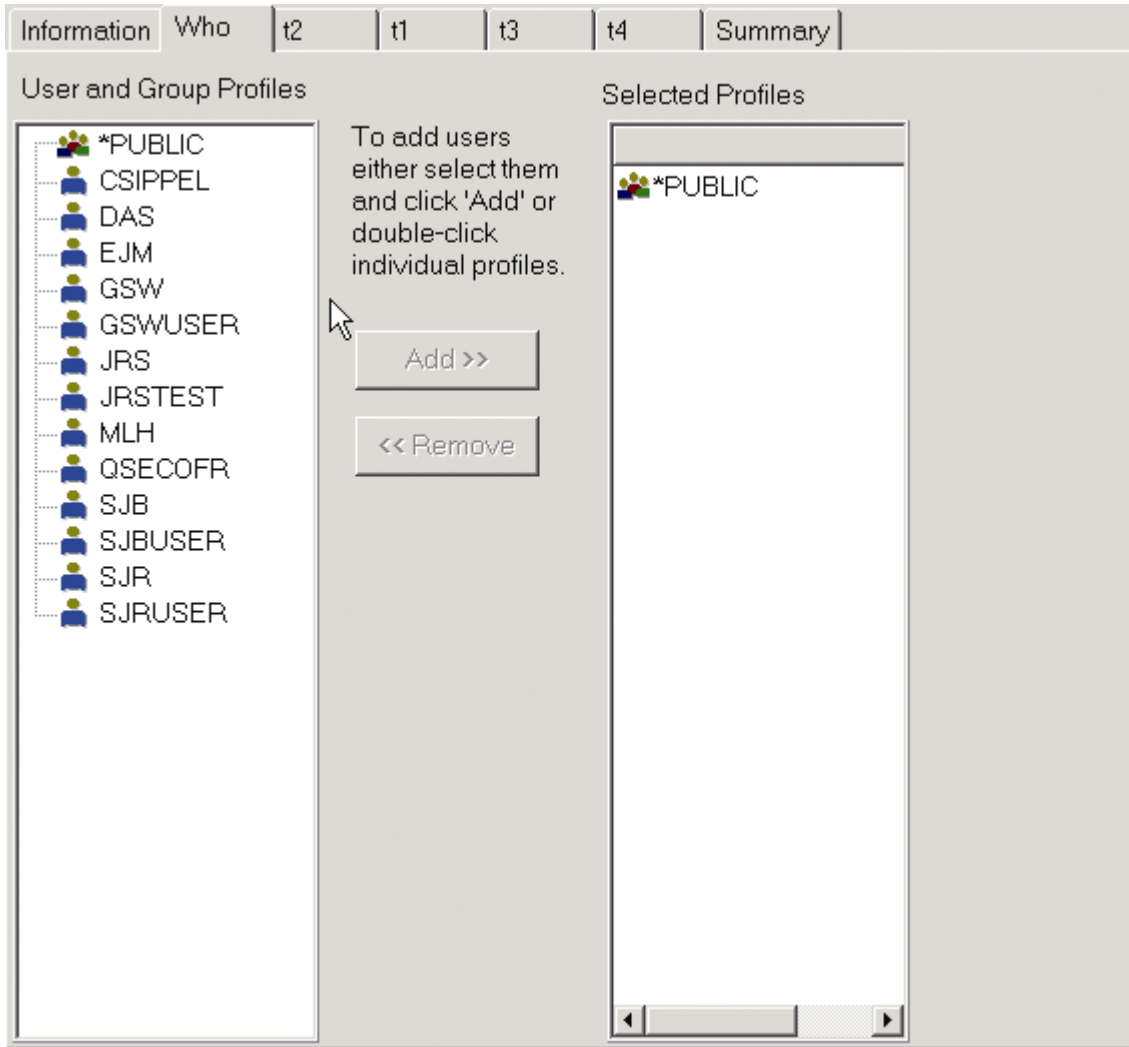 Information Who t2 t1 t3 t4 Summary
User and Group Profiles
*PUBLIC
CSIPPEL
DAS
EJM
GSW
GSWUSER
JRS
JRSTEST
MLH
QSECOFR
SJB
SJBUSER
SJR
SJRUSER
To add users
either select them
and click 'Add' or
double-click
individual profiles.
Add >>
<< Remove
Selected Profiles
*PUBLIC